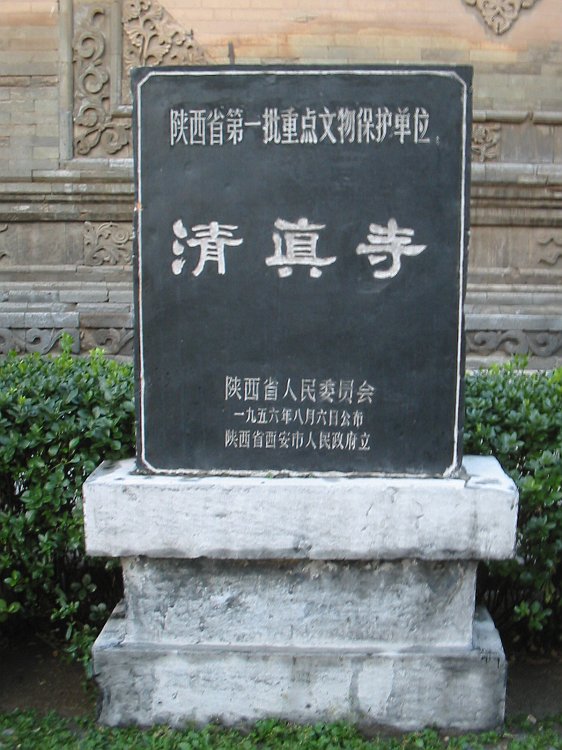 陕西省第一批重点文物保护单位
清真寺
陕西省人民委员会
一九五六年八月六日公布
陕西省西安市人民政府立